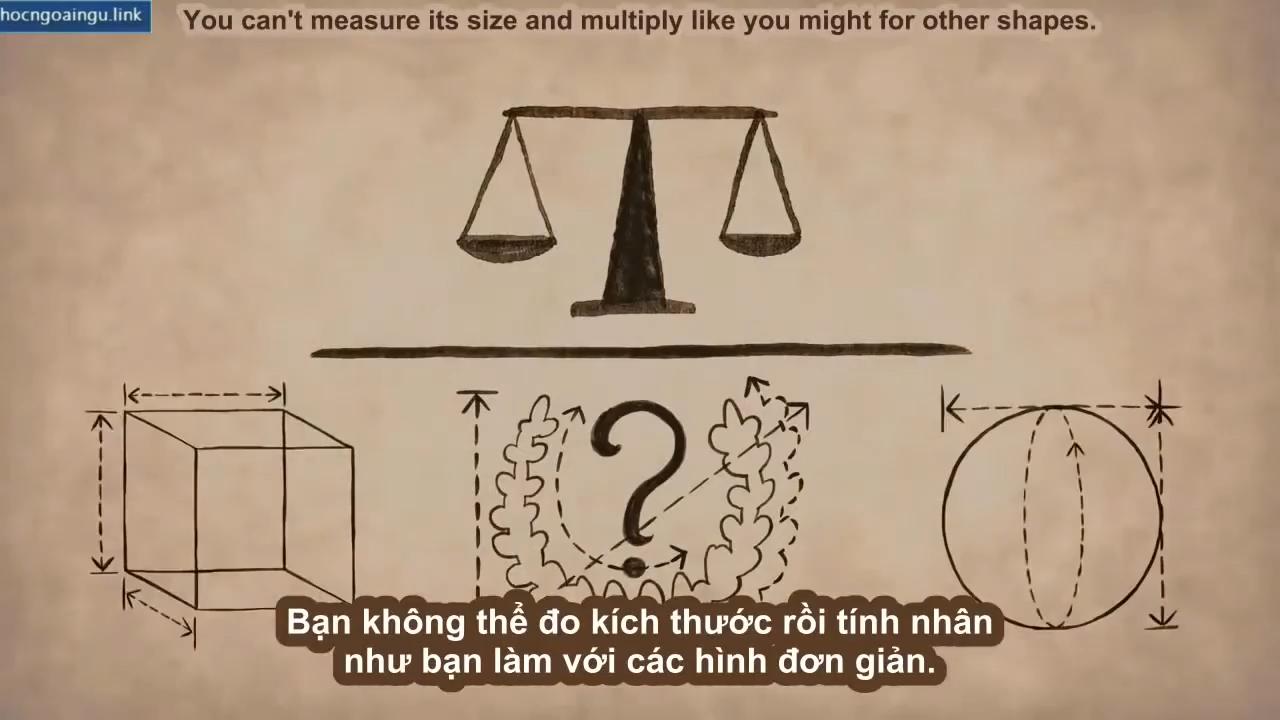 hocngoaingu.link
You can't measure its size and multiply like you might for other shapes.
?
Bạn không thể đo kích thước rồi tính nhân
như bạn làm với các hình đơn giản.